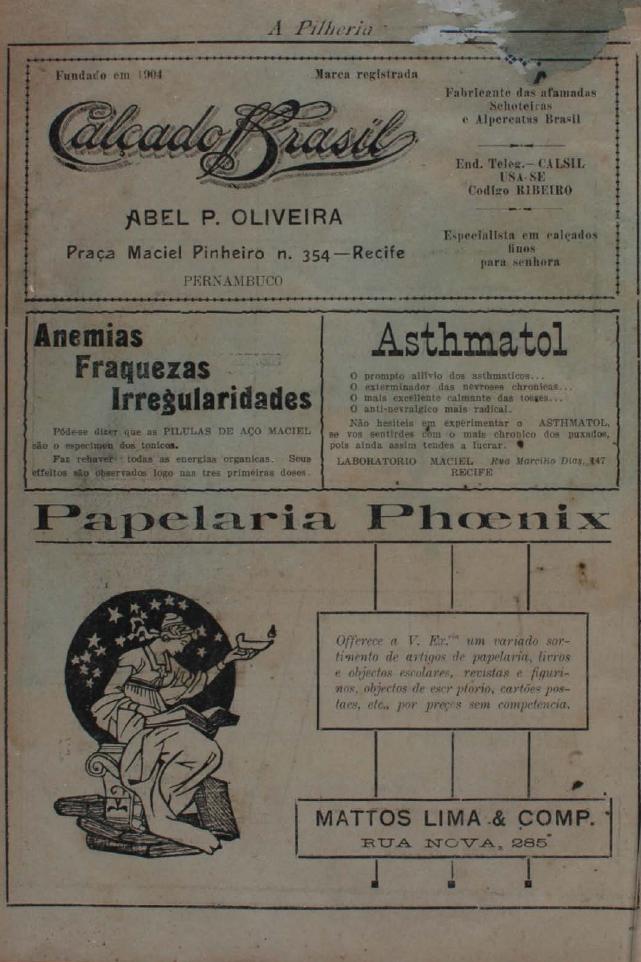 A Pilheria
Fundado em 1904
Marca registrada
Calçado Brasil
ABEL P. OLIVEIRA
Praça Maciel Pinheiro n. 354—Recife
PERNAMBUCO
Fabricante das afamadas
Schoteiras
e Alpercatas Brasil
End. Teleg.—CALSIL
USA-SE
Codigo RIBEIRO
Especialista em calçados
finos
para senhora
Anemias
Fraquezas
Irregularidades
Póde-se dizer que as PILULAS DE AÇO MACIEL
são o especimen dos tonicos.
Faz rehaver todas as energias organicas. Seus
effeitos são observados logo nas tres primeiras doses.
Asthmatol
O prompto allivio dos asthmaticos...
O exterminador das nevroses chronicas...
O mais excellente calmante das tosses...
O anti-nevralgico mais radical.
Não hesiteis em experimentar o ASTHMATOL,
se vos sentirdes com o mais chronico dos puxados,
pois ainda assim tendes a lucrar.
LABORATORIO MACIEL Rua Marcilio Dias, 147
RECIFE
Papelaria Phœnix
Offerece a V. Ex.cia um variado sor-
timento de artigos de papelaria, livros
e objectos escolares, revistas e figuri-
nos, objectos de escr ptorio, cartões pos-
taes, etc., por preços sem competencia.
MATTOS LIMA & COMP.
RUA NOVA, 285